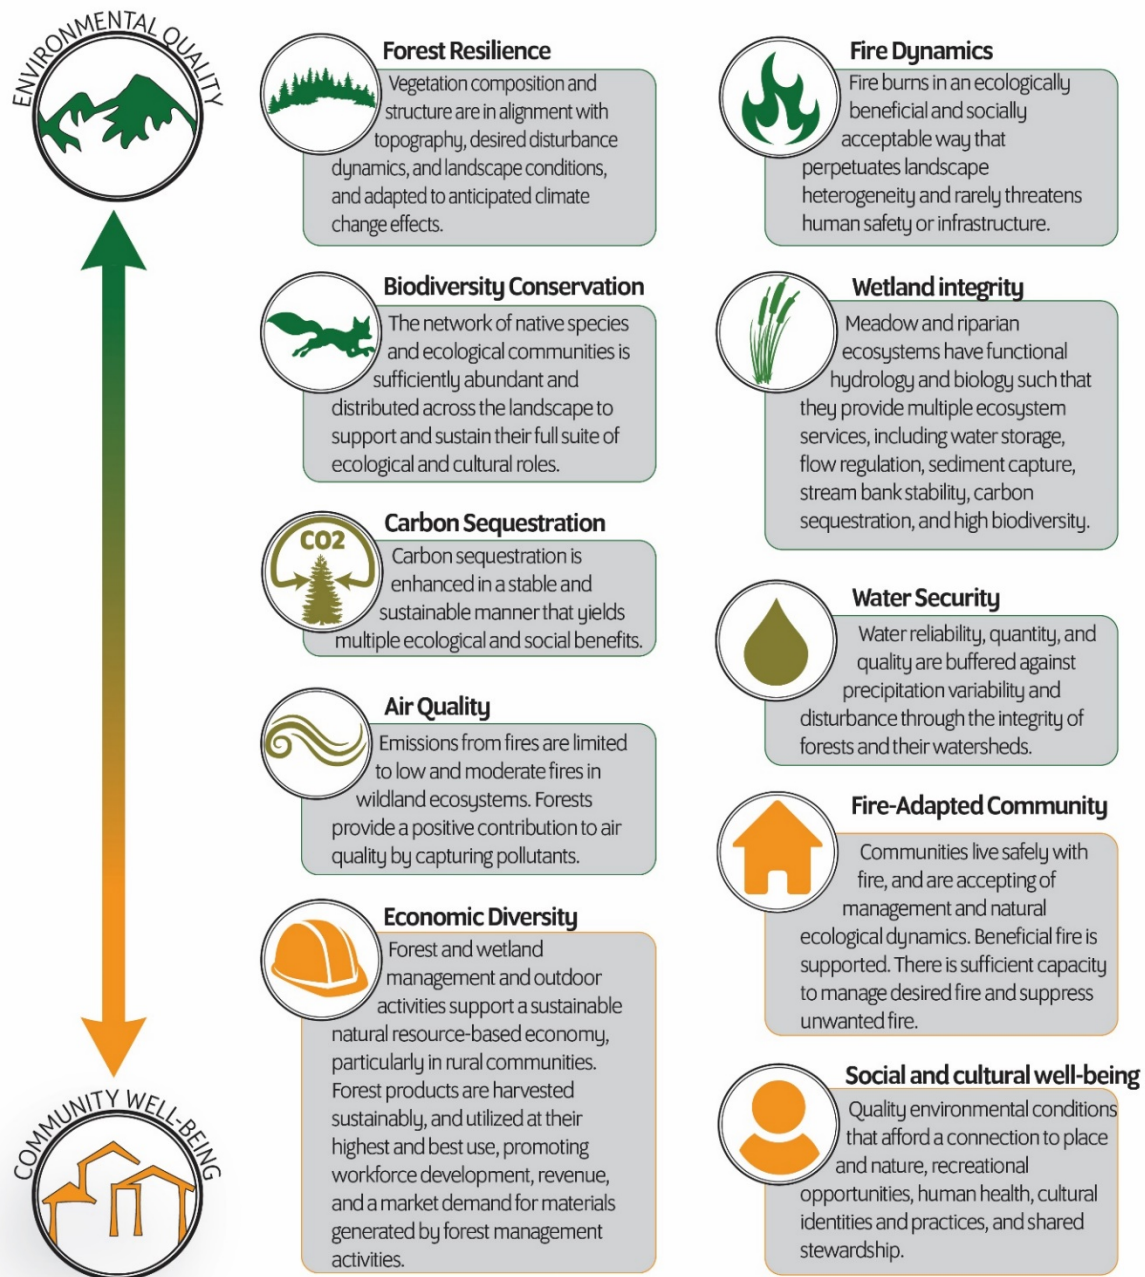 ENVIRONMENTAL QUALITY
Forest Resilience
Vegetation composition and
structure are in alignment with
topography, desired disturbance
dynamics, and landscape conditions,
and adapted to anticipated climate
change effects.
Biodiversity Conservation
The network of native species
and ecological communities is
sufficiently abundant and
distributed across the landscape to
support and sustain their full suite of
ecological and cultural roles.
Carbon Sequestration
CO2
Carbon sequestration is
enhanced in a stable and
sustainable manner that yields
multiple ecological and social benefits.
Air Quality
Emissions from fires are limited
to low and moderate fires in
wildland ecosystems. Forests
provide a positive contribution to air
quality by capturing pollutants.
Economic Diversity
Forest and wetland
management and outdoor
activities support a sustainable
natural resource-based economy,
particularly in rural communities.
Forest products are harvested
sustainably, and utilized at their
highest and best use, promoting
workforce development, revenue,
and a market demand for materials
generated by forest management
activities.
Fire Dynamics
Fire burns in an ecologically
beneficial and socially
acceptable way that
perpetuates landscape
heterogeneity and rarely threatens
human safety or infrastructure.
Wetland integrity
Meadow and riparian
ecosystems have functional
hydrology and biology such that
they provide multiple ecosystem
services, including water storage,
flow regulation, sediment capture,
stream bank stability, carbon
sequestration, and high biodiversity.
Water Security
Water reliability, quantity, and
quality are buffered against
precipitation variability and
disturbance through the integrity of
forests and their watersheds.
Fire-Adapted Community
Communities live safely with
fire, and are accepting of
management and natural
ecological dynamics. Beneficial fire is
supported. There is sufficient capacity
to manage desired fire and suppress
unwanted fire.
Social and cultural well-being
Quality environmental conditions
that afford a connection to place
and nature, recreational
opportunities, human health, cultural
identities and practices, and shared
stewardship.
COMMUNITY WELL-BEING